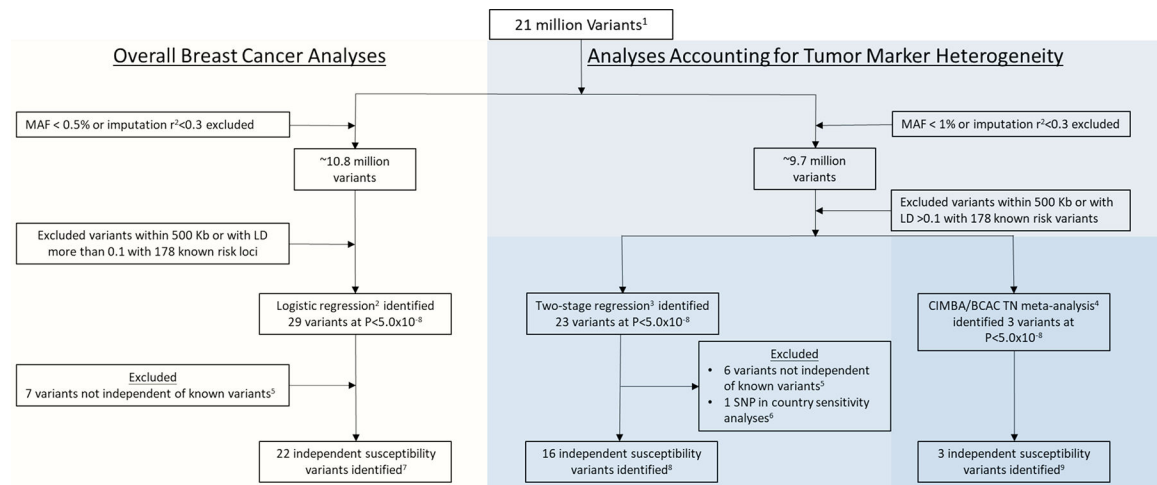 21 million Variants¹
Overall Breast Cancer Analyses
Analyses Accounting for Tumor Marker Heterogeneity
MAF < 0.5% or imputation r²<0.3 excluded
MAF < 1% or imputation r²<0.3 excluded
~10.8 million
variants
~9.7 million
variants
Excluded variants within 500 Kb or with
LD >0.1 with 178 known risk variants
Excluded variants within 500 Kb or with LD
more than 0.1 with 178 known risk loci
Logistic regression² identified
29 variants at P<5.0x10⁻⁸
Two-stage regression³ identified
23 variants at P<5.0x10⁻⁸
CIMBA/BCAC TN meta-analysis⁴
identified 3 variants at
P<5.0x10⁻⁸
Excluded
7 variants not independent of known variants⁵
Excluded
• 6 variants not independent
of known variants⁵
• 1 SNP in country sensitivity
analyses⁶
22 independent susceptibility
variants identified⁷
16 independent susceptibility
variants identified⁸
3 independent susceptibility
variants identified⁹